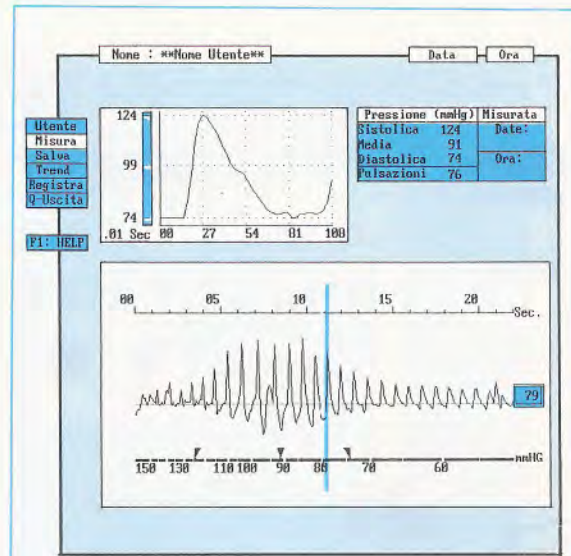 Nome : **Nome Utente**
Data
Ora
Utente
Misura
Salva
Trend
Registra
Q-Uscita
F1: HELP
124
99
74
.01 Sec 00 27 54 81 108
Pressione (mmHg) Misurata
Sistolica 124 Date:
Media 91
Diastolica 74 Ora:
Pulsazioni 76
00 05 10 15 20 Sec.
79
150 130 110 100 90 80 70 60 mmHG